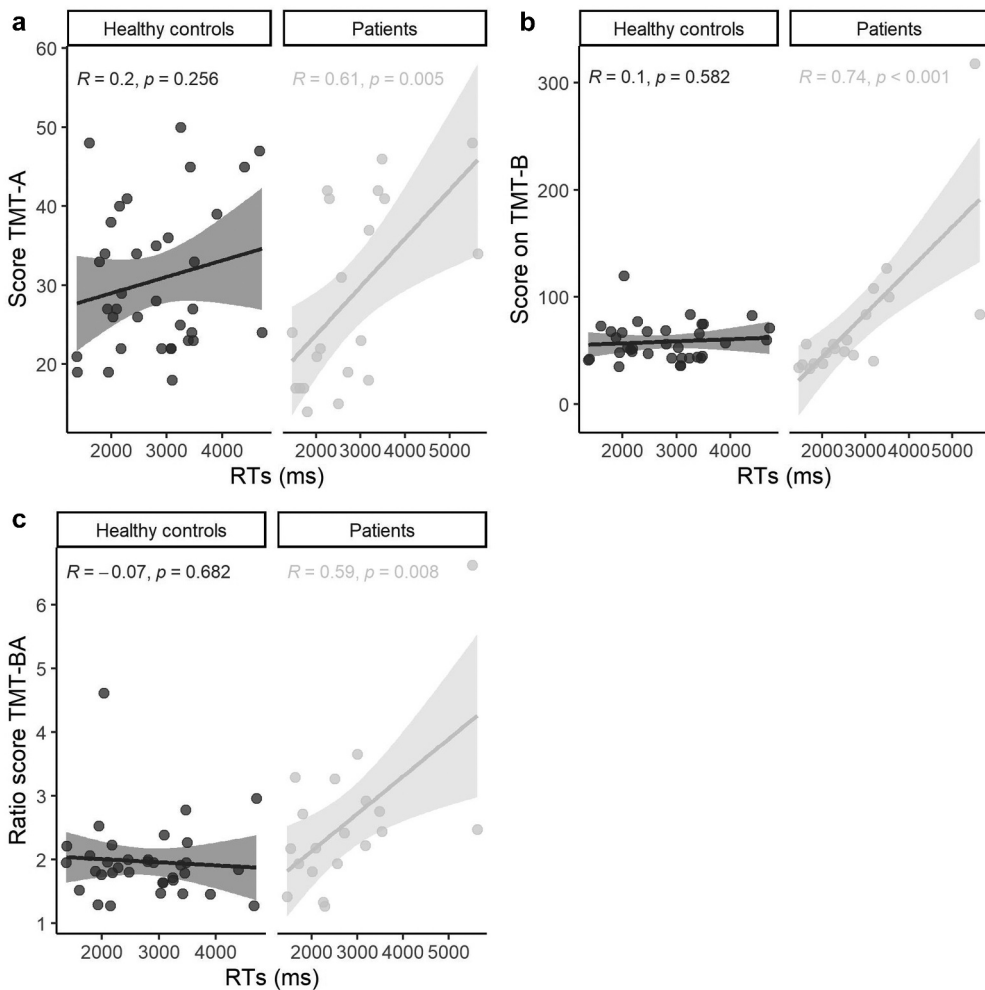 a
Healthy controls
Patients
R = 0.2, p = 0.256
R = 0.61, p = 0.005
Score TMT-A
60
50
40
30
20
2000 3000 4000
2000 3000 4000 5000
RTs (ms)
b
Healthy controls
Patients
R = 0.1, p = 0.582
R = 0.74, p < 0.001
Score on TMT-B
300
200
100
0
2000 3000 4000
2000 3000 4000 5000
RTs (ms)
c
Healthy controls
Patients
R = −0.07, p = 0.682
R = 0.59, p = 0.008
Ratio score TMT-BA
6
5
4
3
2
1
2000 3000 4000
2000 3000 4000 5000
RTs (ms)